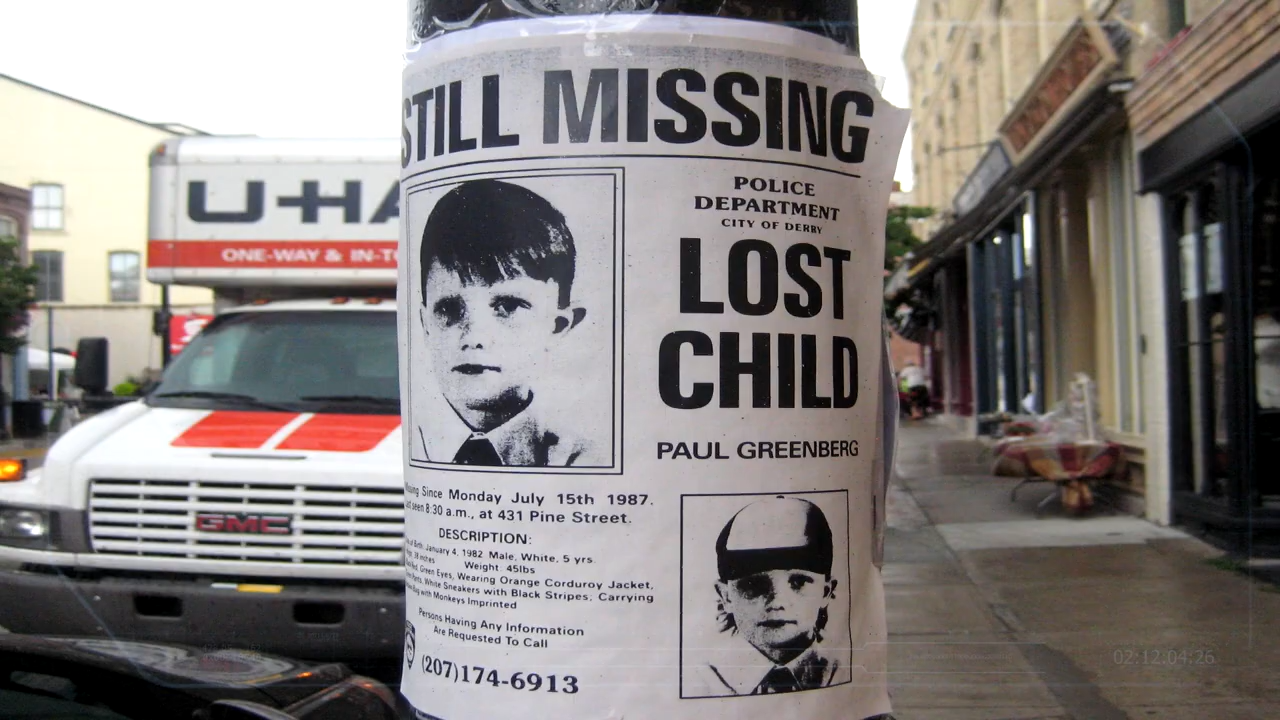 STILL MISSING
POLICE
DEPARTMENT
CITY OF DERBY
LOST
CHILD
PAUL GREENBERG
Since Monday July 15th 1987.
seen 8:30 a.m., at 431 Pine Street.
DESCRIPTION:
Birth: January 4, 1982. Male, White, 5 yrs.
38 inches Weight: 45lbs
Green Eyes, Wearing Orange Corduroy Jacket,
White Sneakers with Black Stripes; Carrying
with Monkeys Imprinted
Persons Having Any Information
Are Requested To Call
(207)174-6913
U-HA
ONE-WAY & IN-TO
GMC
02:12:04:26